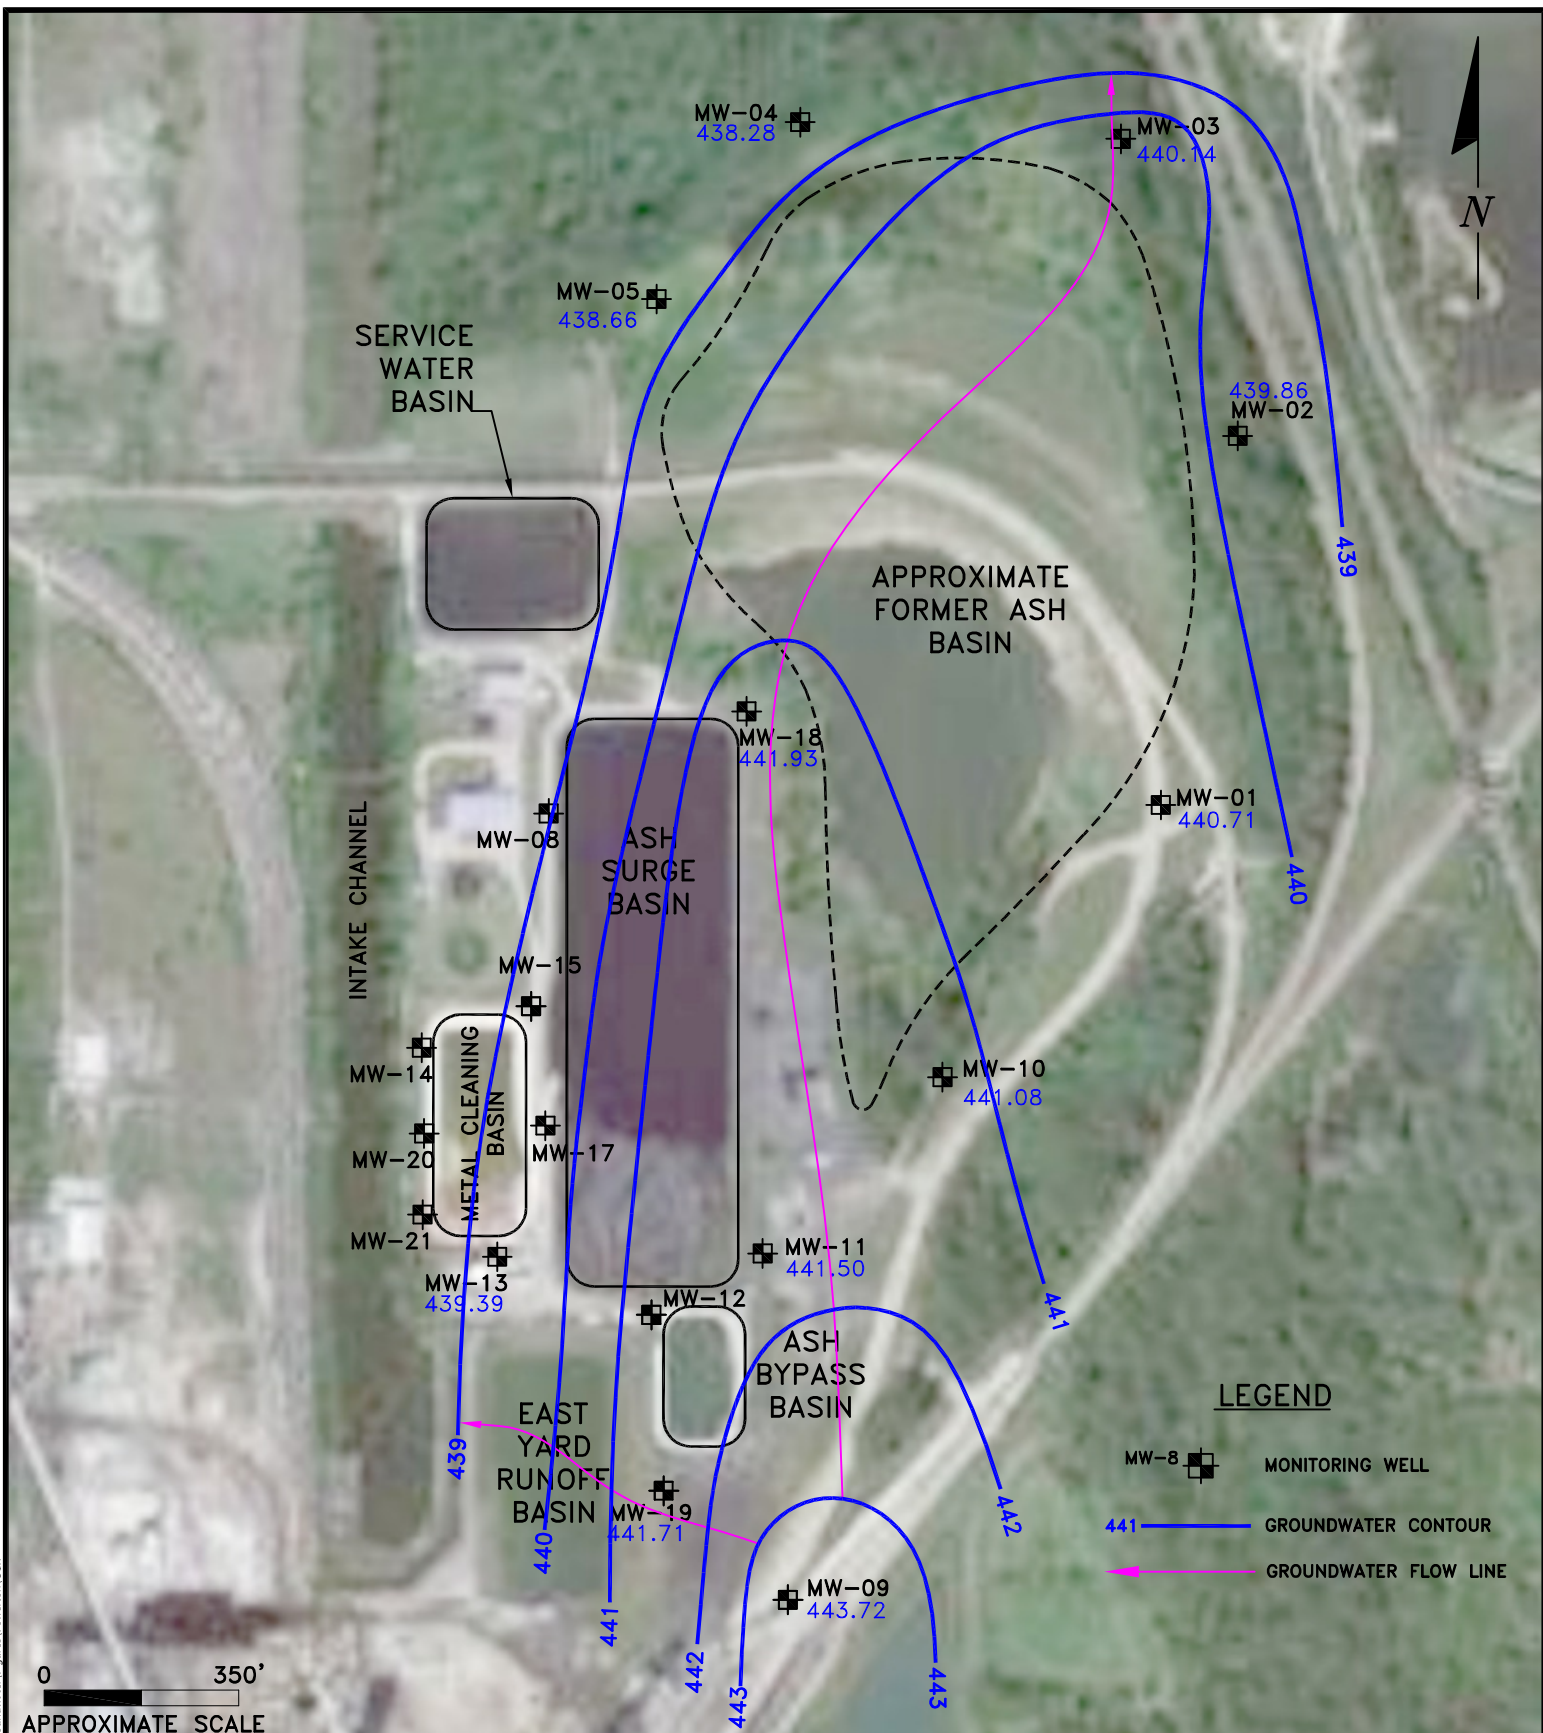 MW-04
438.28
MW-03
440.14
N
MW-05
438.66
SERVICE
WATER
BASIN
439.86
MW-02
439
APPROXIMATE
FORMER ASH
BASIN
MW-18
441.93
MW-01
440.71
MW-08
ASH
SURGE
BASIN
440
INTAKE CHANNEL
MW-15
MW-14
METAL CLEANING
BASIN
MW-10
441.08
MW-20
MW-17
MW-21
MW-11
441.50
MW-13
439.39
MW-12
441
ASH
BYPASS
BASIN
LEGEND
EAST
YARD
RUNOFF
BASIN
439
MW-8
MONITORING WELL
442
MW-19
441.71
441
GROUNDWATER CONTOUR
440
GROUNDWATER FLOW LINE
MW-09
443.72
441
442
443
443
0
350'
APPROXIMATE SCALE